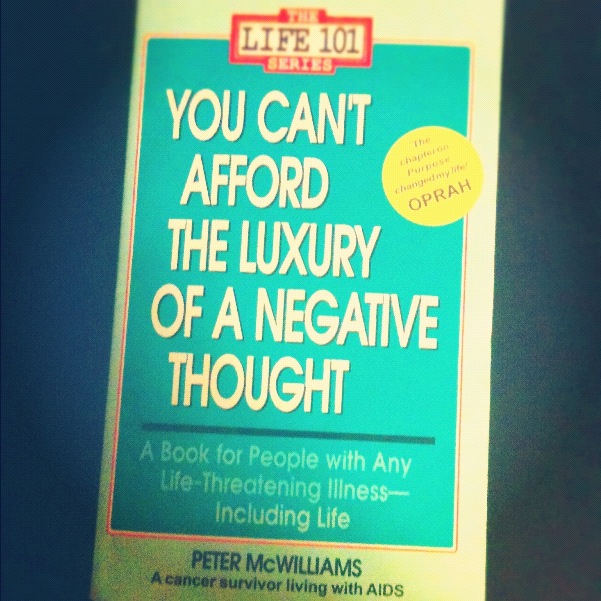 THE
LIFE 101
SERIES
YOU CAN'T
AFFORD
THE LUXURY
OF A NEGATIVE
THOUGHT
The
chapter on
Purpose
changed my life!
OPRAH
A Book for People with Any
Life-Threatening Illness—
Including Life
PETER McWILLIAMS
A cancer survivor living with AIDS